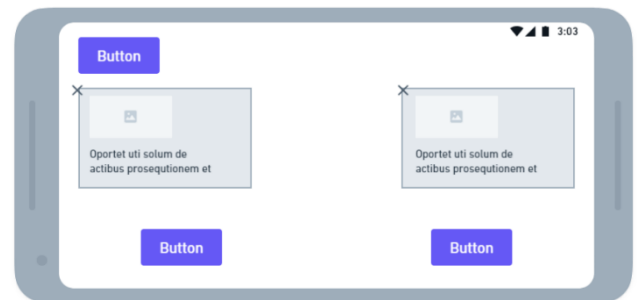 3:03
Button
Oportet uti solum de
actibus prosequtionem et
Oportet uti solum de
actibus prosequtionem et
Button
Button